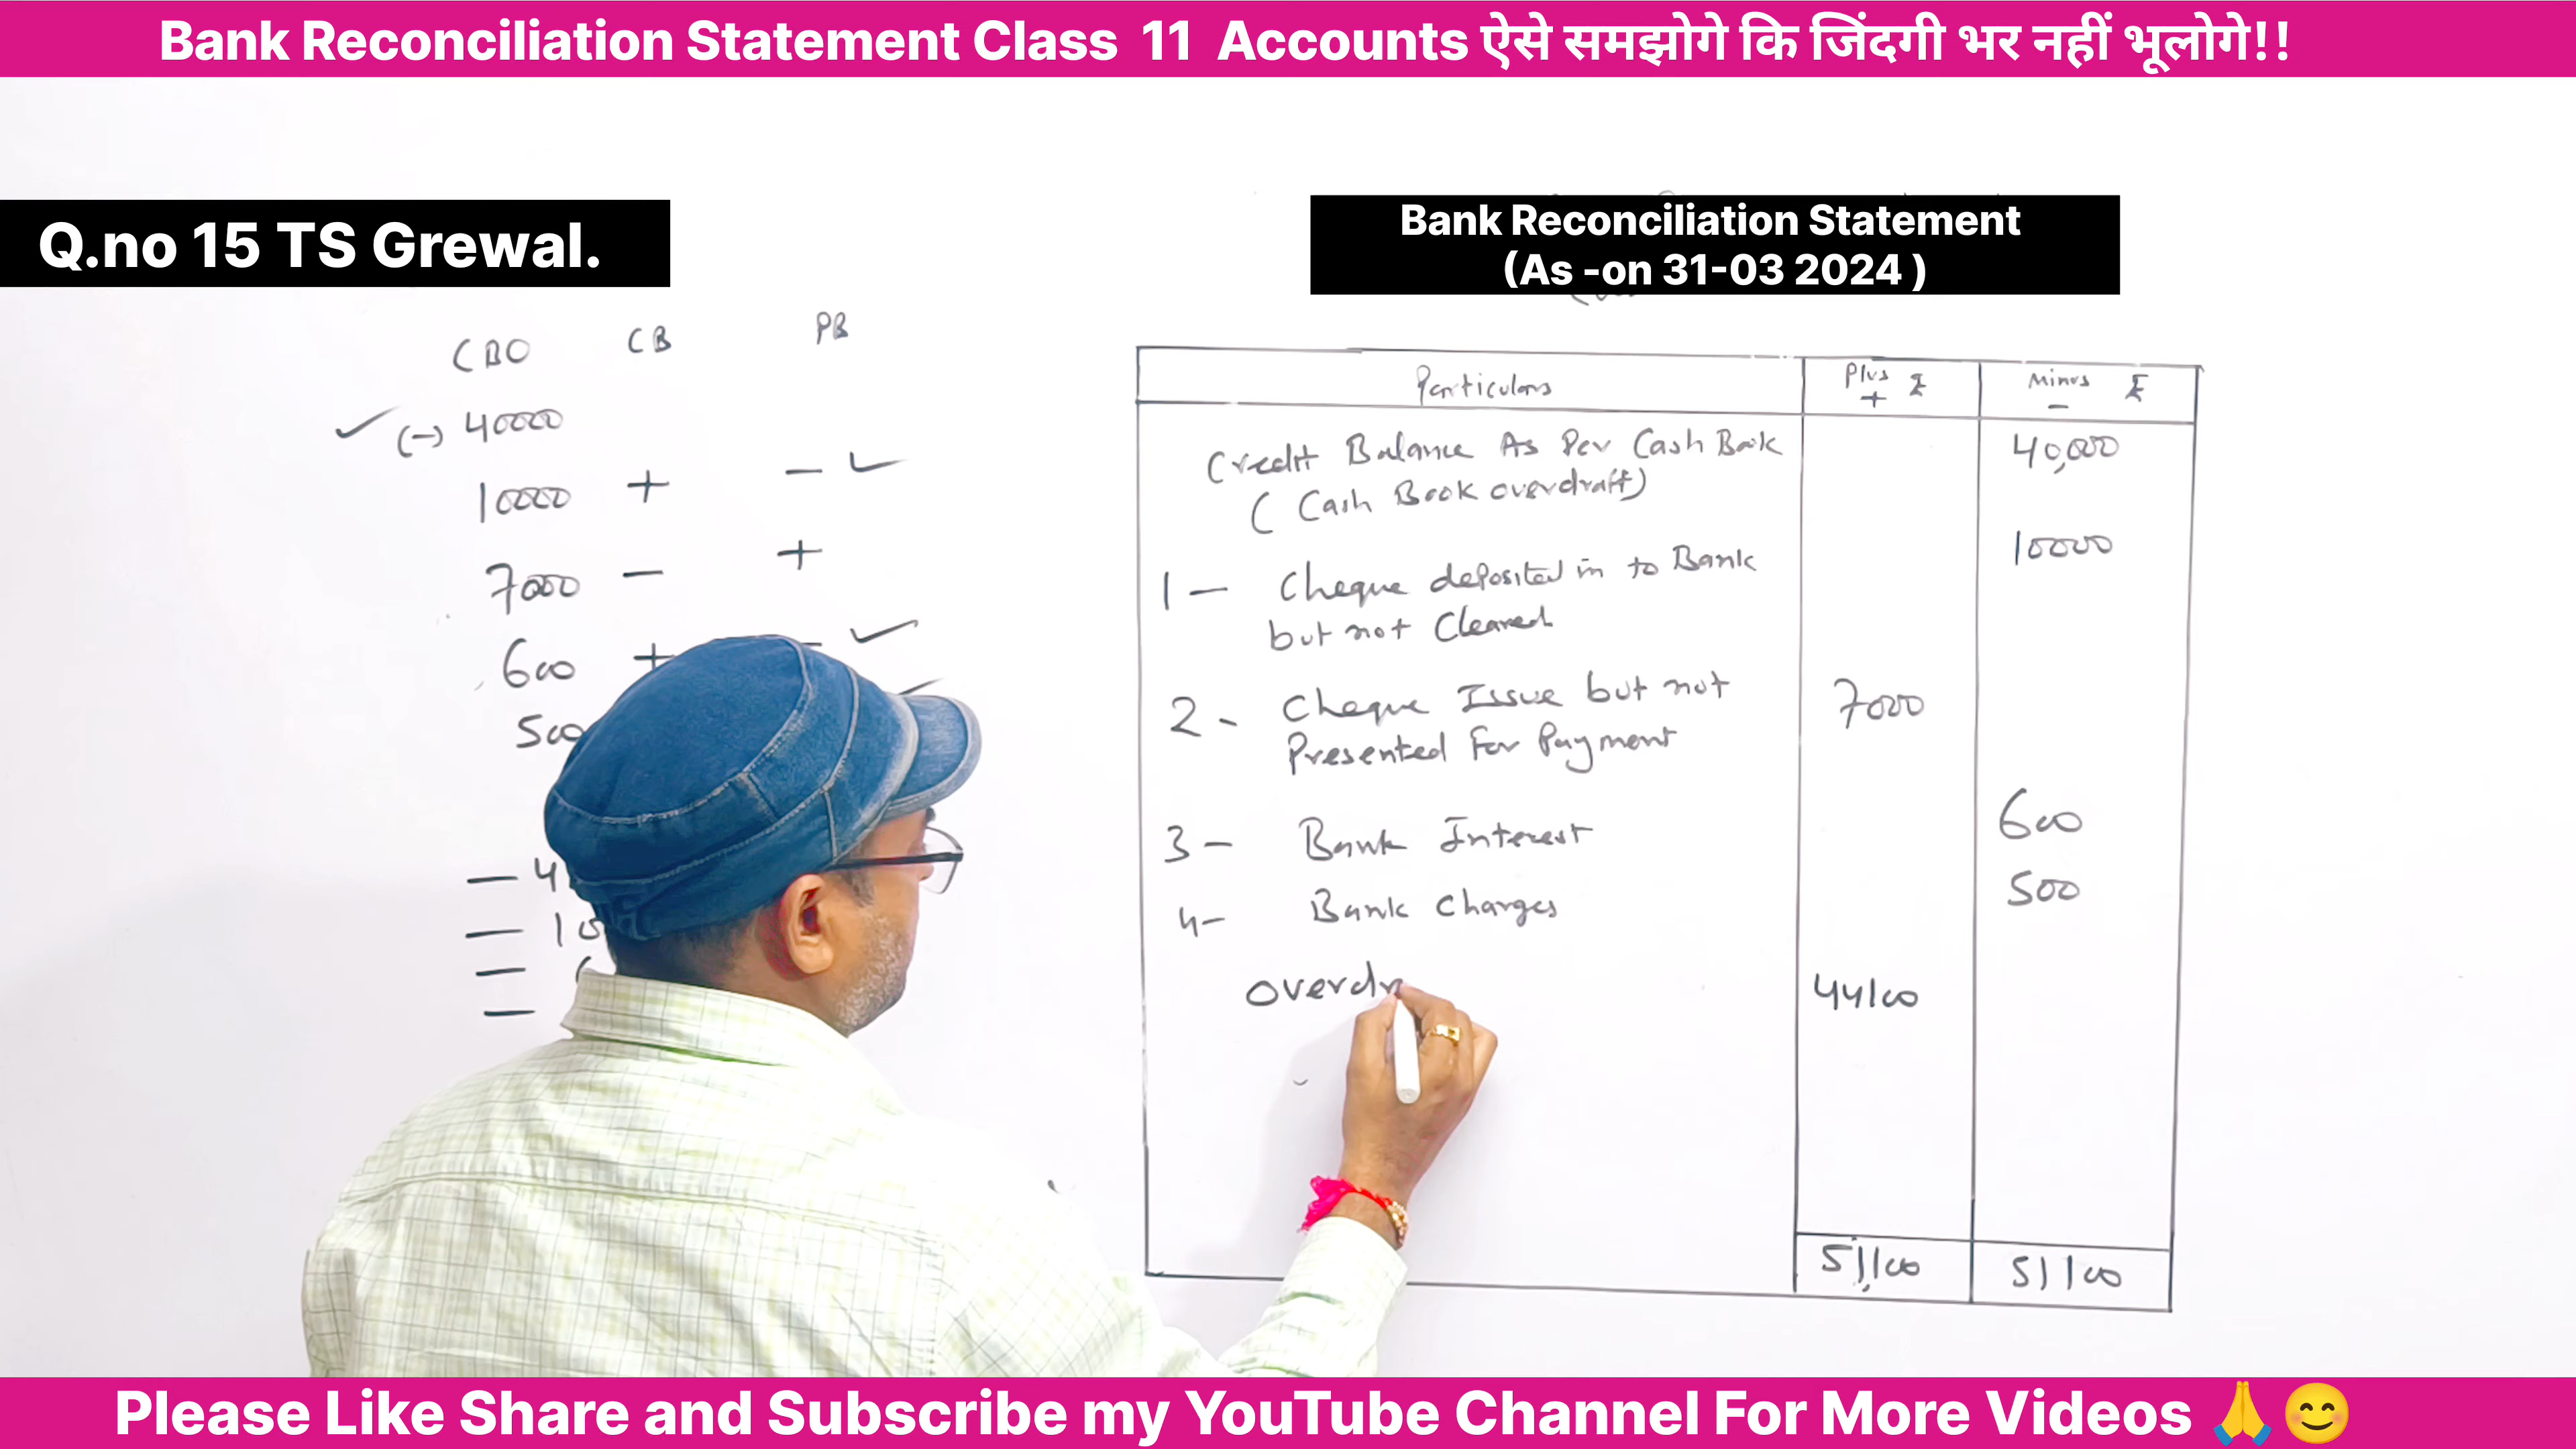 Bank Reconciliation Statement Class 11 Accounts ऐसे समझोगे कि जिंदगी भर नहीं भूलोगे!!
Q.no 15 TS Grewal.
Bank Reconciliation Statement
(As -on 31-03 2024 )
CBO CB PB
(-) 40000
10000 + -
7000 - +
600 +
500
Particulars Plus ₹ Minus ₹
+ -
Credit Balance As Per Cash Book 40,000
( Cash Book overdraft)
1 - Cheque deposited in to Bank 10000
but not Cleared
2 - Cheque Issue but not 7000
Presented For Payment
3 - Bank Interest 600
4 - Bank Charges 500
overdr 44100
51,100 51100
Please Like Share and Subscribe my YouTube Channel For More Videos 🙏😊